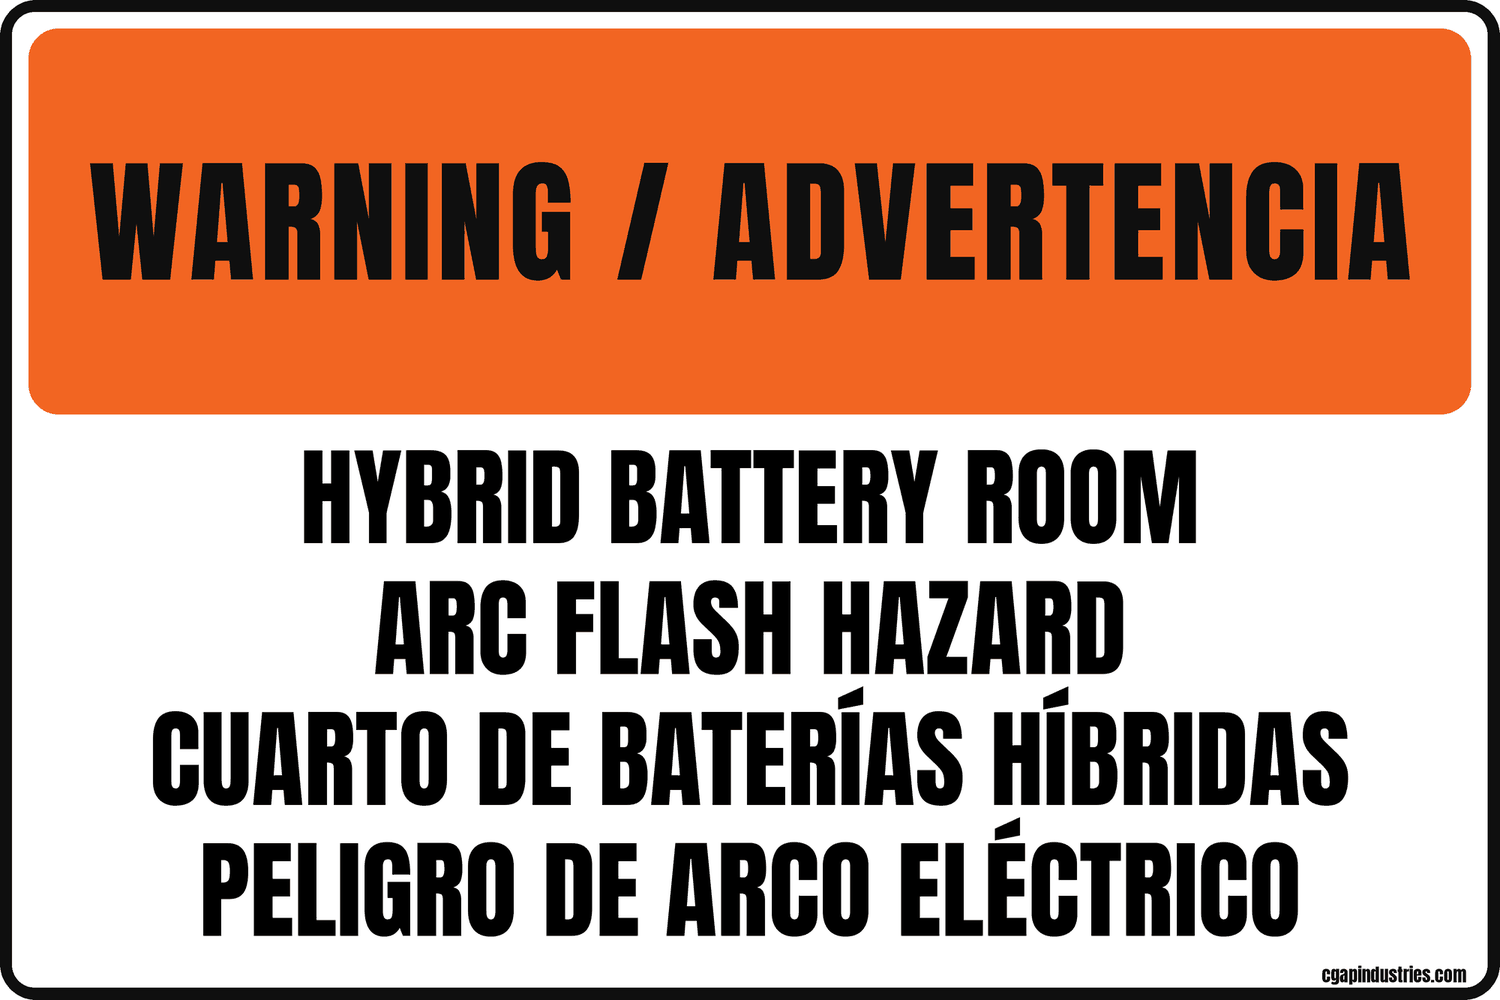 WARNING / ADVERTENCIA
HYBRID BATTERY ROOM
ARC FLASH HAZARD
CUARTO DE BATERÍAS HÍBRIDAS
PELIGRO DE ARCO ELÉCTRICO
cgapindustries.com